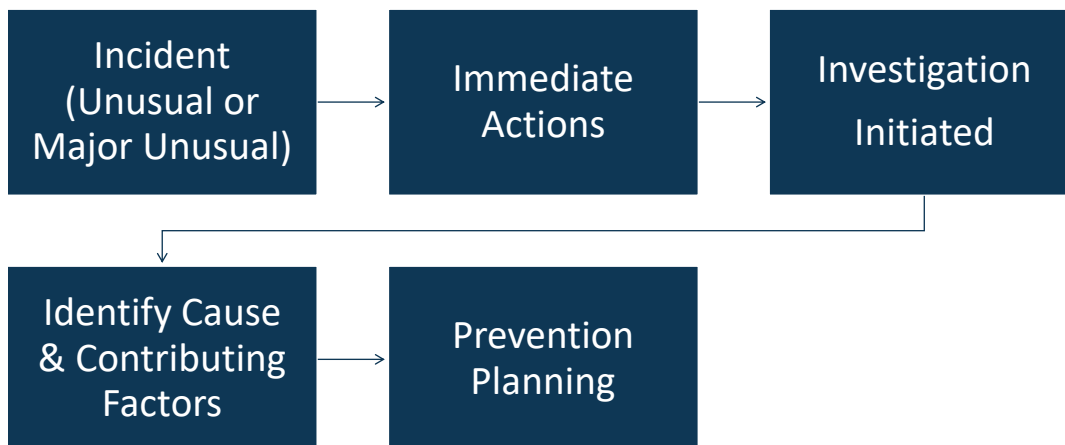 Incident
(Unusual or
Major Unusual)
Immediate
Actions
Investigation
Initiated
Identify Cause
& Contributing
Factors
Prevention
Planning